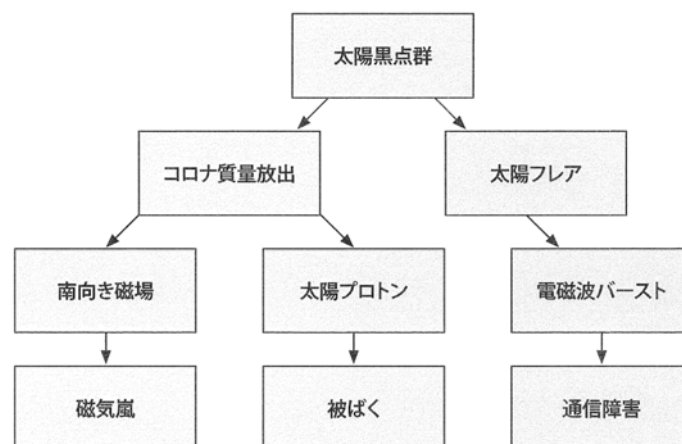 太陽黒点群
コロナ質量放出
太陽フレア
南向き磁場
太陽プロトン
電磁波バースト
磁気嵐
被ばく
通信障害